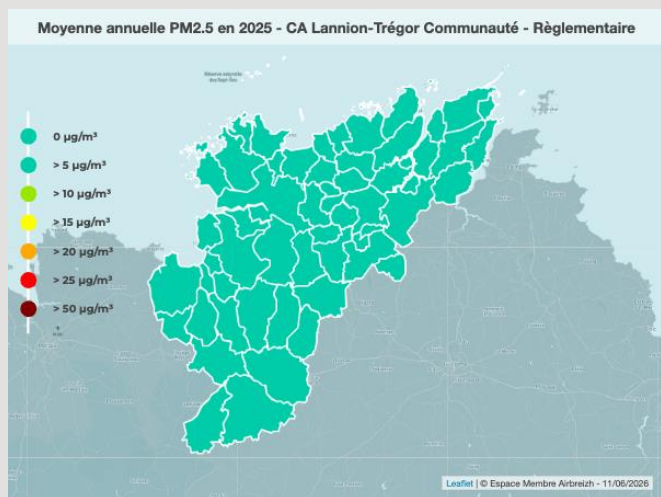 Moyenne annuelle PM2.5 en 2025 - CA Lannion-Trégor Communauté - Règlementaire
0 µg/m³
> 5 µg/m³
> 10 µg/m³
> 15 µg/m³
> 20 µg/m³
> 25 µg/m³
> 50 µg/m³
Leaflet | © Espace Membre Airbreizh - 11/06/2026